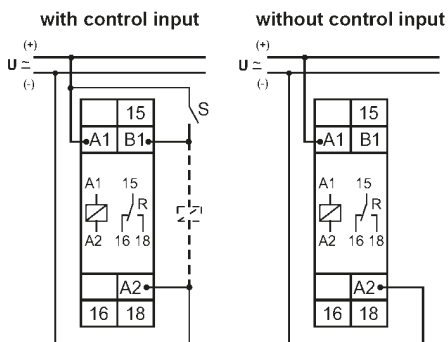 with control input
without control input
(+)
U ≃
(-)
S
15
A1 B1
A1 15
R
A2 16 18
A2
16 18
(+)
U ≃
(-)
15
A1 B1
A1 15
R
A2 16 18
A2
16 18